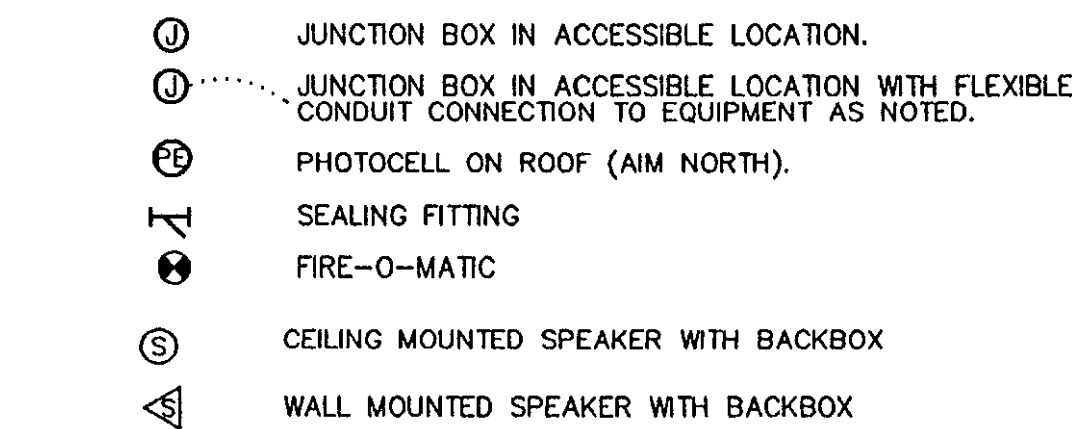 J JUNCTION BOX IN ACCESSIBLE LOCATION.
J JUNCTION BOX IN ACCESSIBLE LOCATION WITH FLEXIBLE
CONDUIT CONNECTION TO EQUIPMENT AS NOTED.
PE PHOTOCELL ON ROOF (AIM NORTH).
SEALING FITTING
FIRE-O-MATIC
S CEILING MOUNTED SPEAKER WITH BACKBOX
S WALL MOUNTED SPEAKER WITH BACKBOX